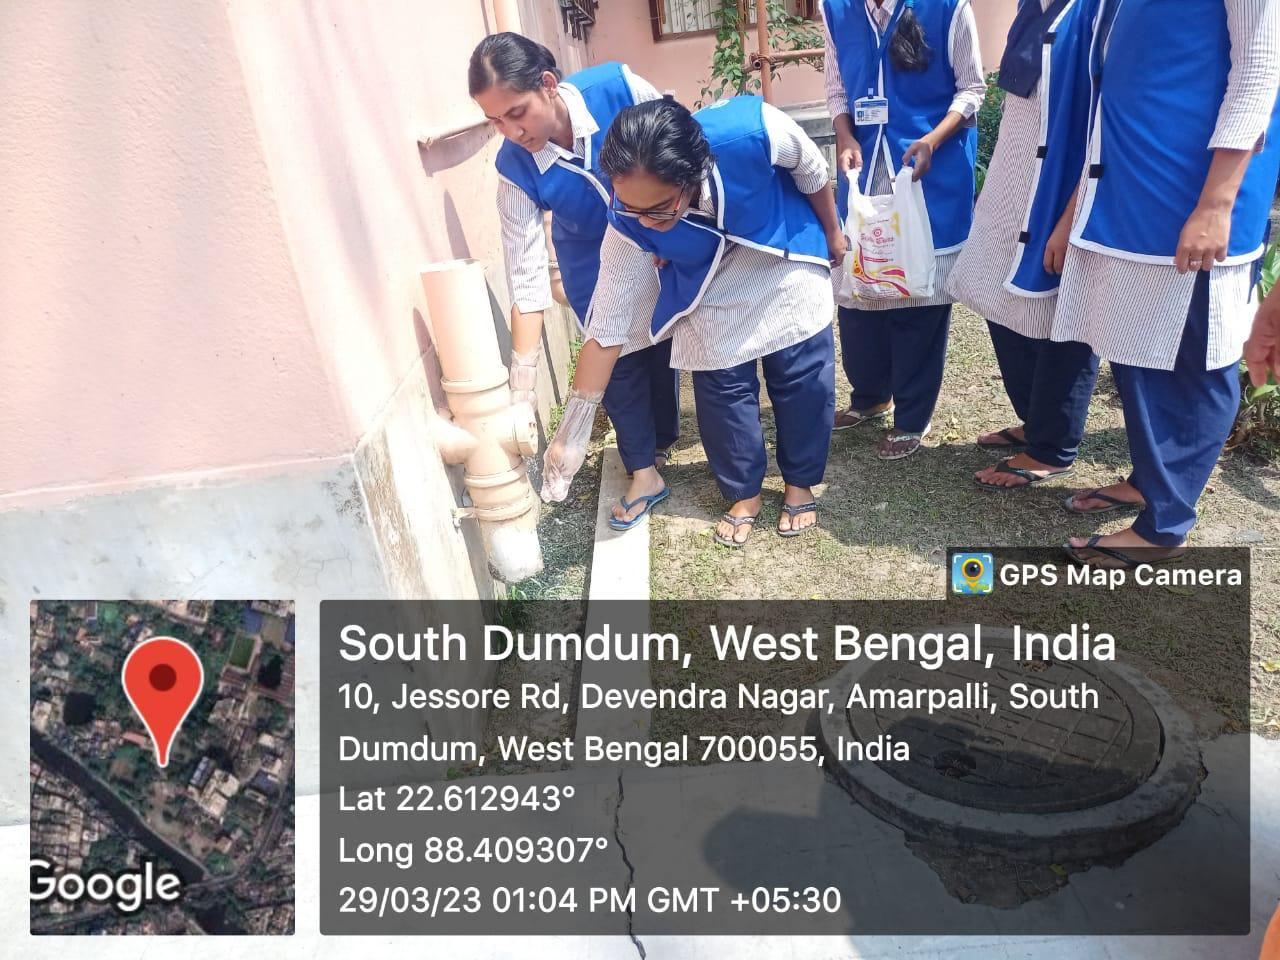 GPS Map Camera
South Dumdum, West Bengal, India
10, Jessore Rd, Devendra Nagar, Amarpalli, South
Dumdum, West Bengal 700055, India
Lat 22.612943°
Long 88.409307°
29/03/23 01:04 PM GMT +05:30
Google